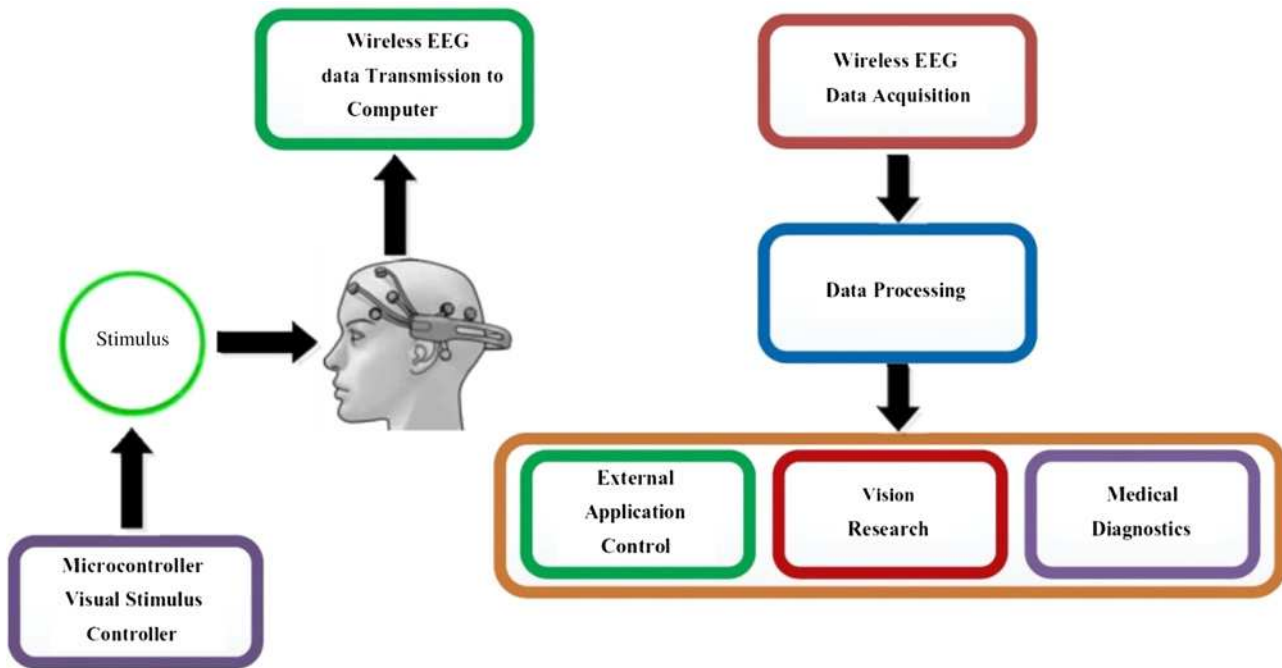 Wireless EEG
data Transmission to
Computer
Wireless EEG
Data Acquisition
Data Processing
Stimulus
External
Application
Control
Vision
Research
Medical
Diagnostics
Microcontroller
Visual Stimulus
Controller